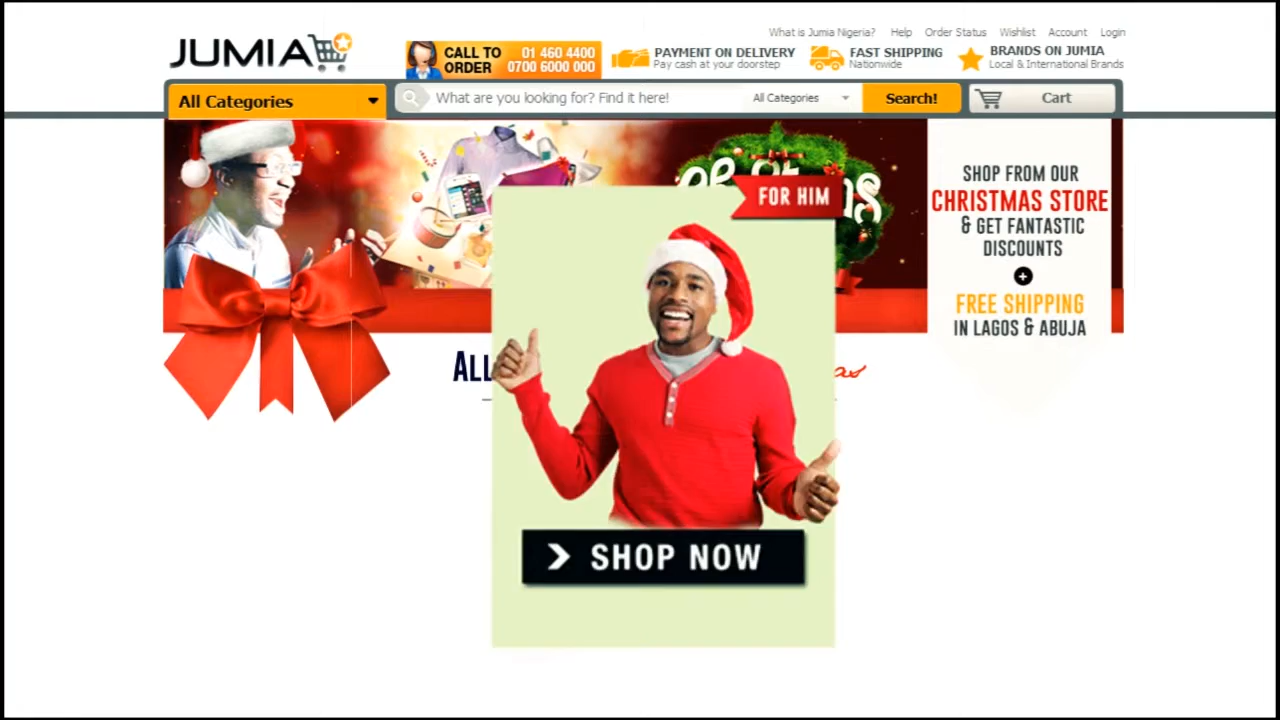 What is Jumia Nigeria? Help Order Status Wishlist Account Login
JUMIA
CALL TO ORDER
01 460 4400
0700 6000 000
PAYMENT ON DELIVERY
Pay cash at your doorstep
FAST SHIPPING
Nationwide
BRANDS ON JUMIA
Local & International Brands
All Categories
What are you looking for? Find it here!
All Categories
Search!
Cart
FOR HIM
SHOP FROM OUR
CHRISTMAS STORE
& GET FANTASTIC
DISCOUNTS
+
FREE SHIPPING
IN LAGOS & ABUJA
ALL
SHOP NOW